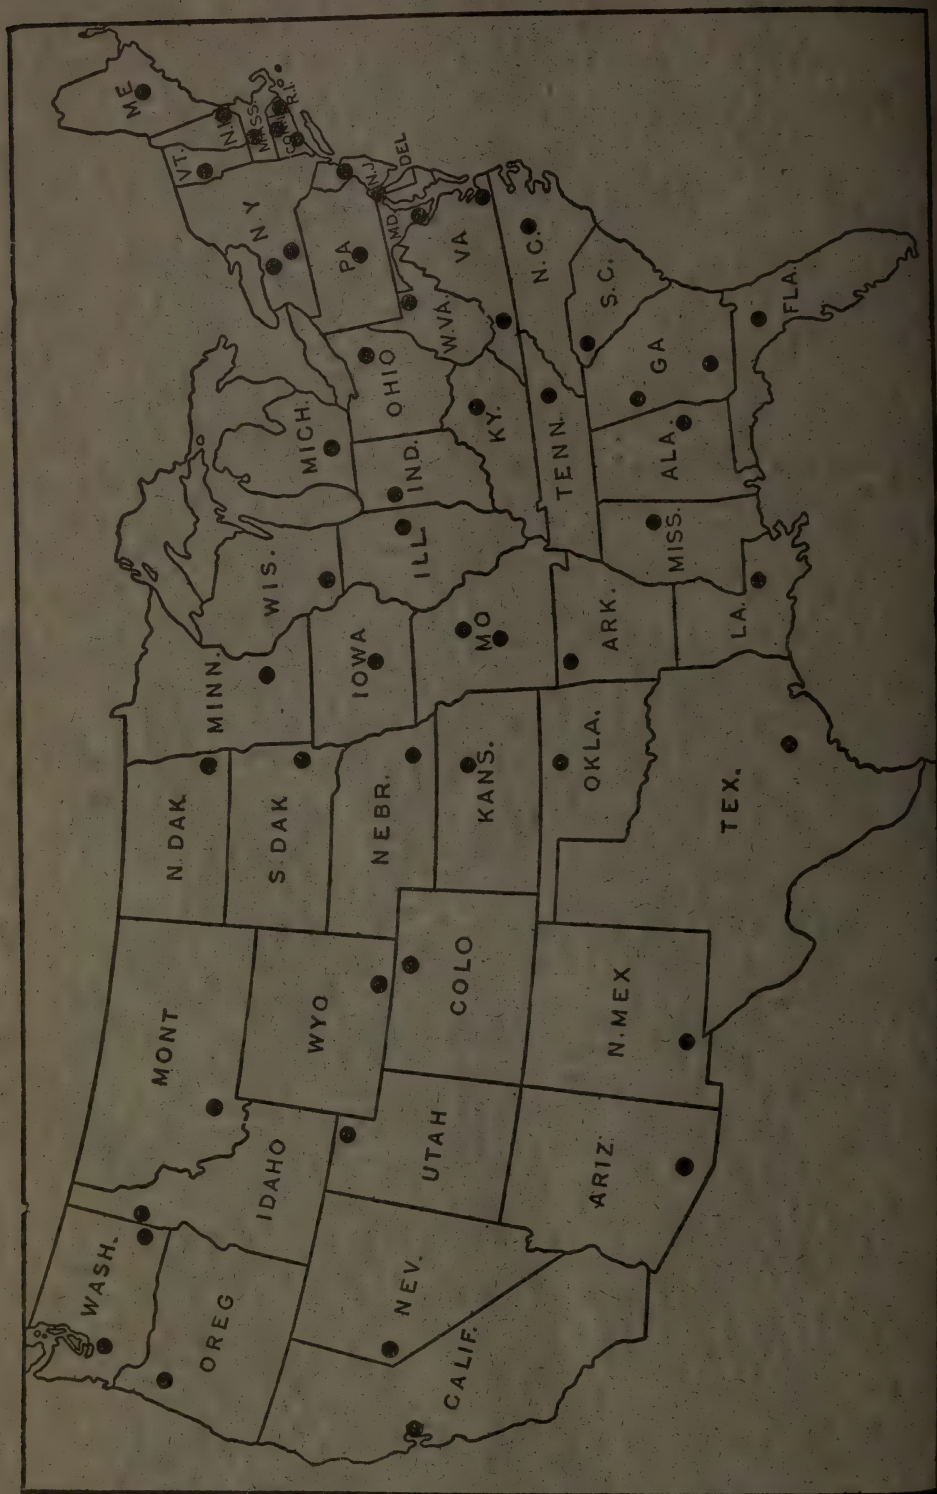 WASH.
OREG
CALIF.
NEV.
IDAHO
MONT
WYO
UTAH
ARIZ
COLO
N.MEX
N.DAK
S.DAK
NEBR.
KANS.
OKLA.
TEX.
MINN
IOWA
MO
ARK.
LA.
WIS.
ILL.
MICH.
IND.
OHIO
KY.
TENN.
MISS.
ALA.
GA
FLA.
S.C.
N.C.
VA
W.VA.
MD.
DEL
N.J.
PA
N.Y
VT.
N.H
MASS.
CONN
R.I.
ME